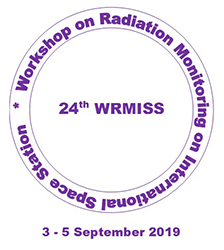 * Workshop on Radiation Monitoring on International Space Station
24th WRMISS
3 - 5 September 2019